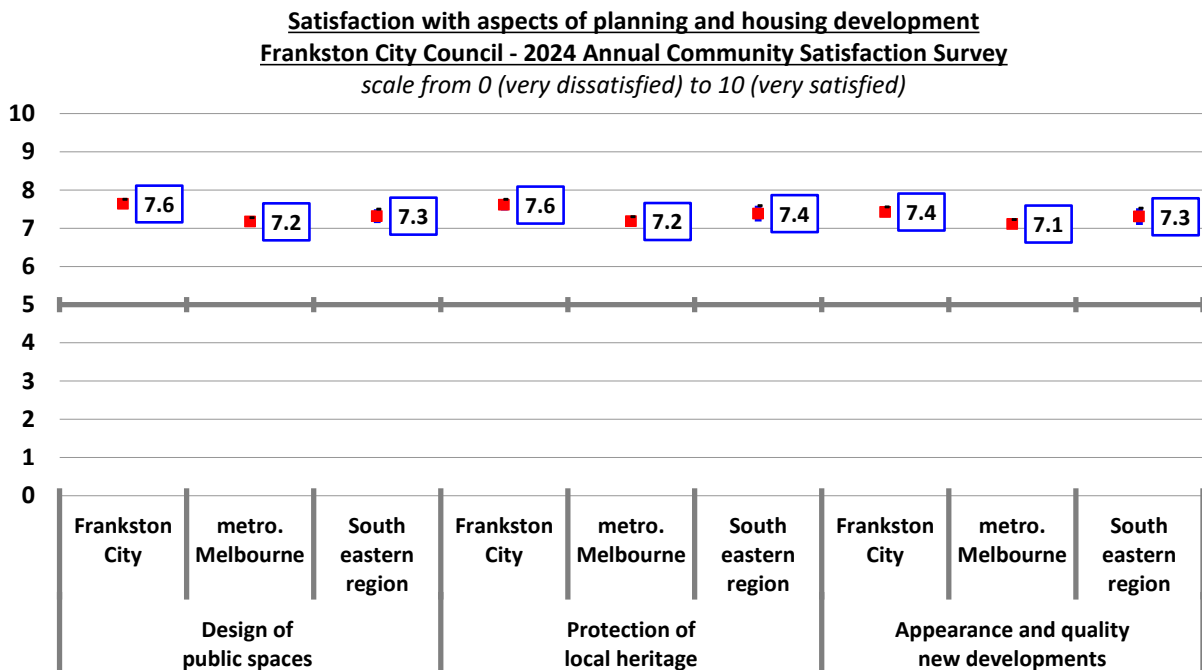 Satisfaction with aspects of planning and housing development
Frankston City Council - 2024 Annual Community Satisfaction Survey
scale from 0 (very dissatisfied) to 10 (very satisfied)
10
9
8
7
6
5
4
3
2
1
0
7.6
7.2
7.3
7.6
7.2
7.4
7.4
7.1
7.3
Frankston
City
metro.
Melbourne
South
eastern
region
Frankston
City
metro.
Melbourne
South
eastern
region
Frankston
City
metro.
Melbourne
South
eastern
region
Design of
public spaces
Protection of
local heritage
Appearance and quality
new developments